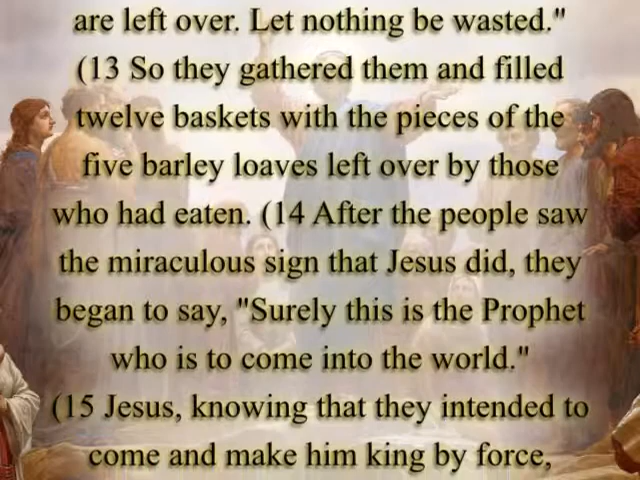 are left over. Let nothing be wasted."
(13 So they gathered them and filled
twelve baskets with the pieces of the
five barley loaves left over by those
who had eaten. (14 After the people saw
the miraculous sign that Jesus did, they
began to say, "Surely this is the Prophet
who is to come into the world."
(15 Jesus, knowing that they intended to
come and make him king by force,